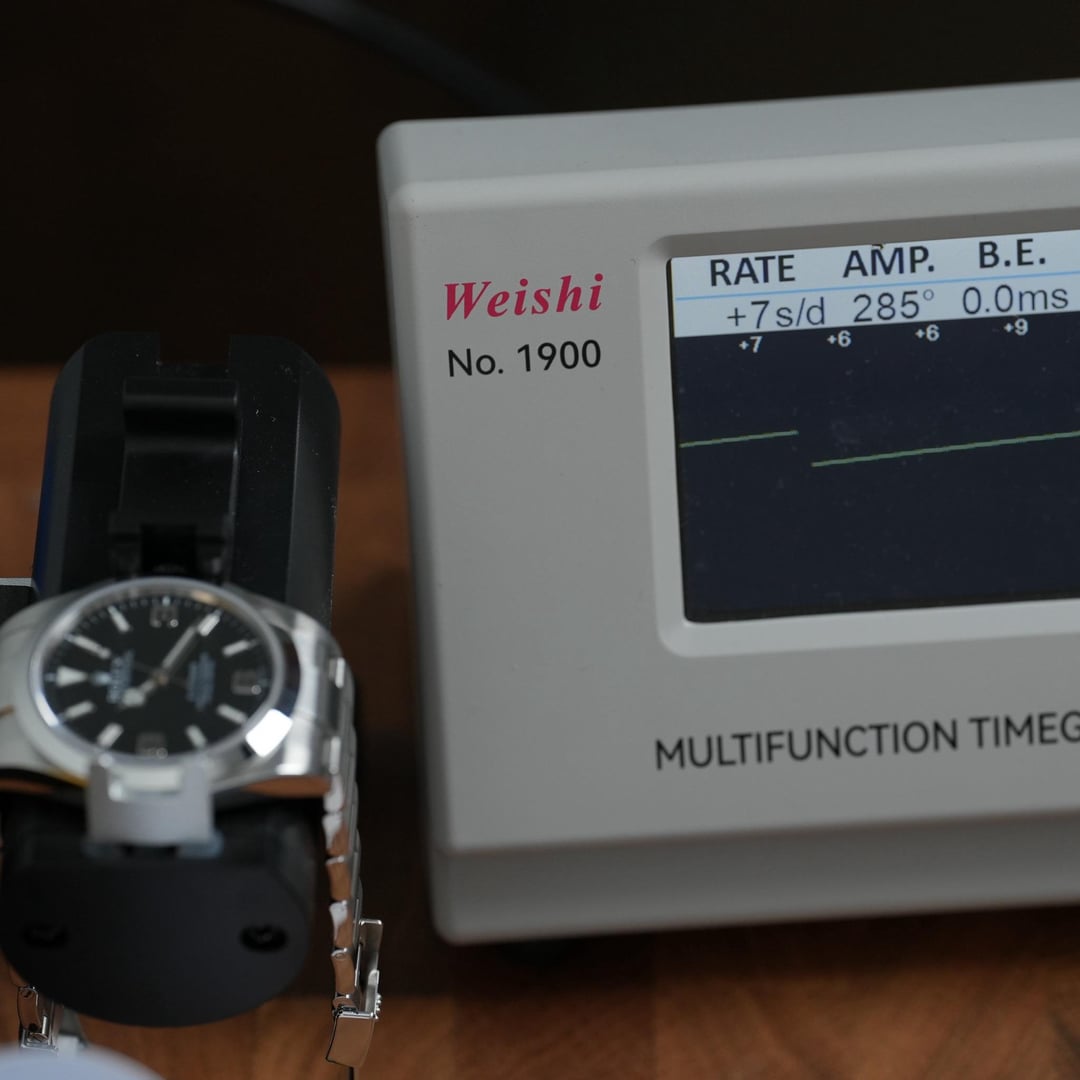 Weishi
No. 1900
RATE AMP. B.E.
+7s/d 285° 0.0ms
+7 +6 +6 +9
MULTIFUNCTION TIMEG